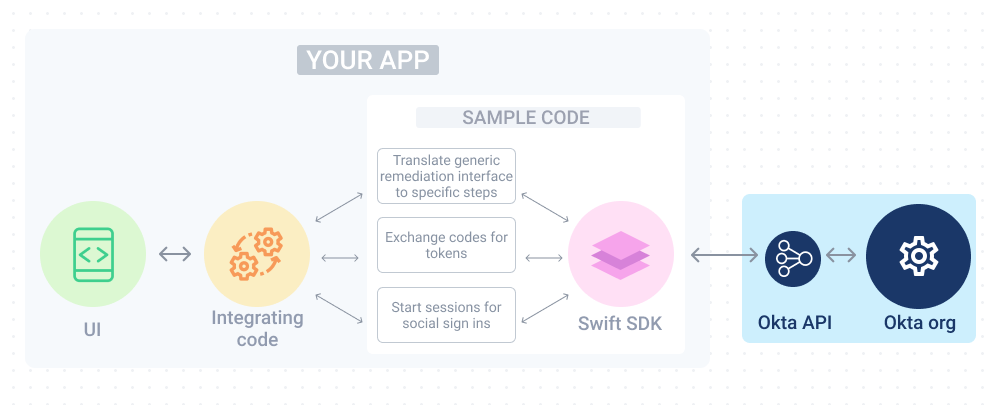 YOUR APP
SAMPLE CODE
Translate generic
remediation interface
to specific steps
Exchange codes for
tokens
Start sessions for
social sign ins
UI
Integrating
code
Swift SDK
Okta API
Okta org